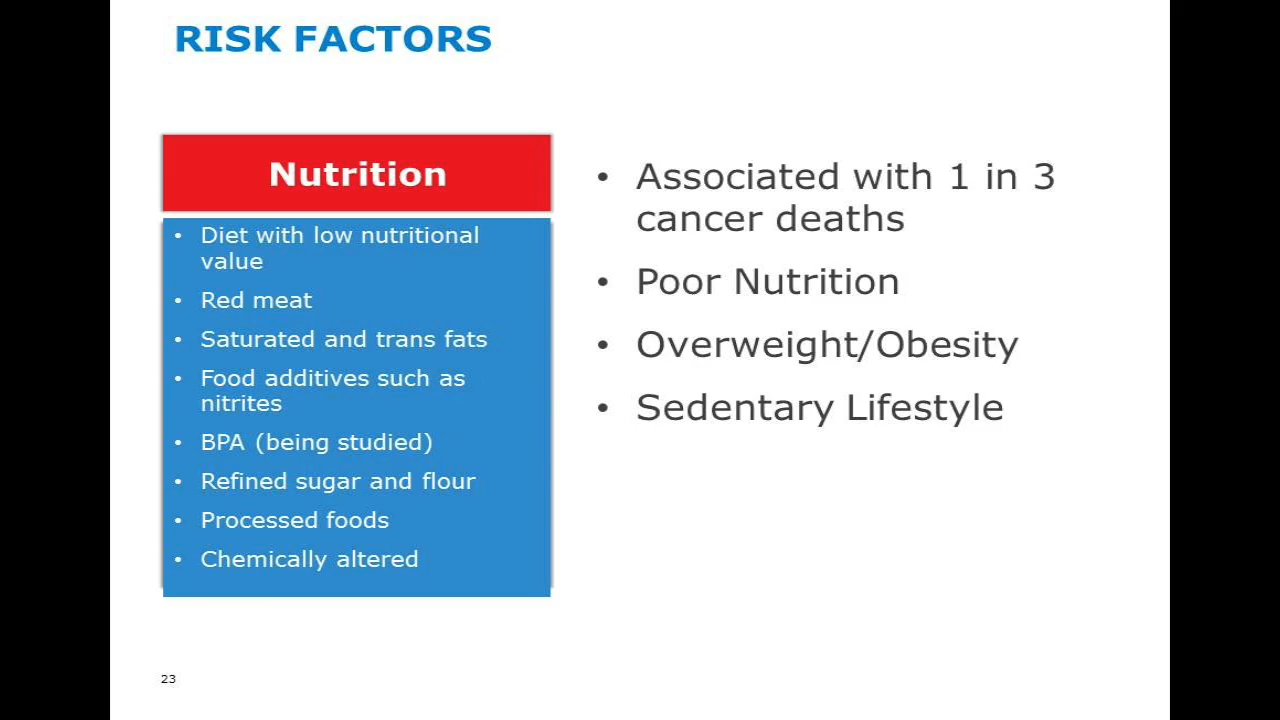 RISK FACTORS
Nutrition
• Diet with low nutritional
value
• Red meat
• Saturated and trans fats
• Food additives such as
nitrites
• BPA (being studied)
• Refined sugar and flour
• Processed foods
• Chemically altered
• Associated with 1 in 3
cancer deaths
• Poor Nutrition
• Overweight/Obesity
• Sedentary Lifestyle
23